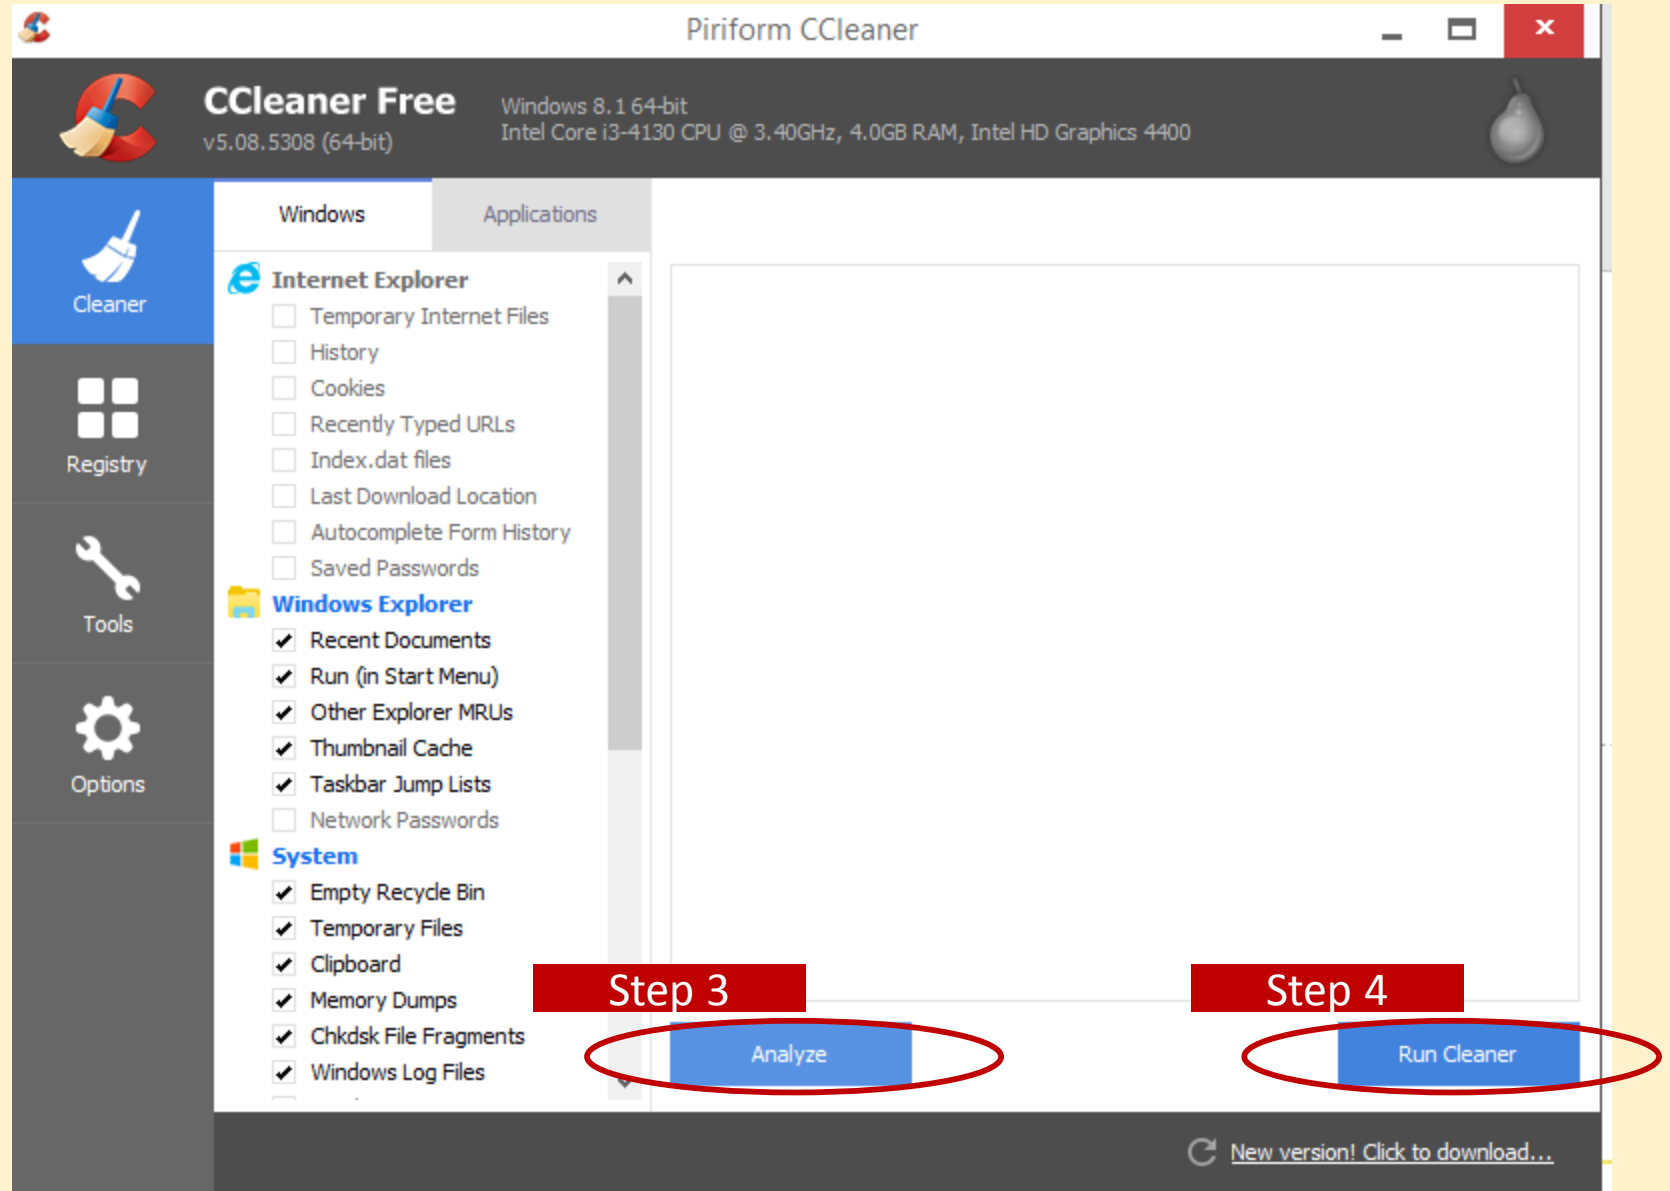 Piriform CCleaner
CCleaner Free
v5.08.5308 (64-bit)
Windows 8.1 64-bit
Intel Core i3-4130 CPU @ 3.40GHz, 4.0GB RAM, Intel HD Graphics 4400
Cleaner
Registry
Tools
Options
Windows
Applications
Internet Explorer
Temporary Internet Files
History
Cookies
Recently Typed URLs
Index.dat files
Last Download Location
Autocomplete Form History
Saved Passwords
Windows Explorer
Recent Documents
Run (in Start Menu)
Other Explorer MRUs
Thumbnail Cache
Taskbar Jump Lists
Network Passwords
System
Empty Recycle Bin
Temporary Files
Clipboard
Memory Dumps
Chkdsk File Fragments
Windows Log Files
Step 3
Analyze
Step 4
Run Cleaner
New version! Click to download...